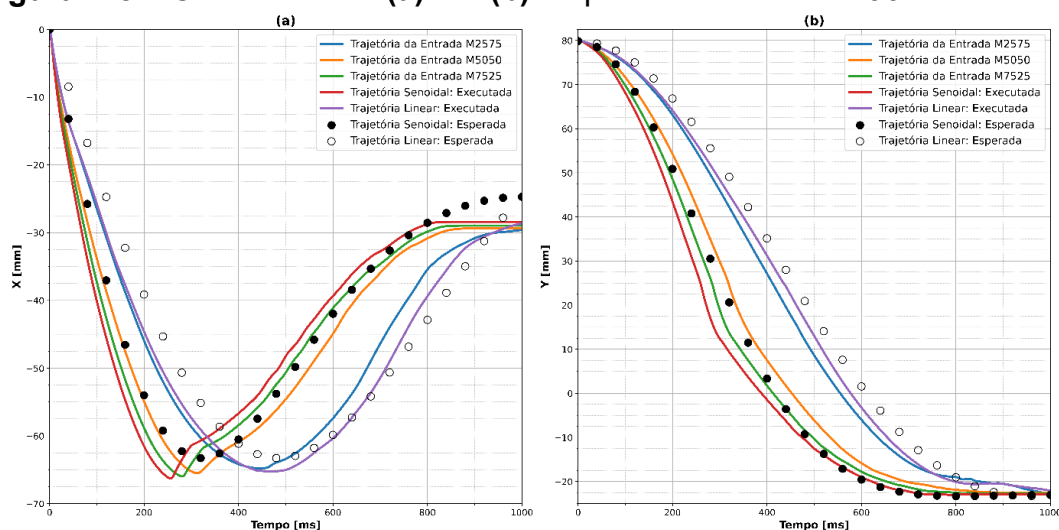 (a)
(b)
(a)
Trajetória da Entrada M2575
Trajetória da Entrada M5050
Trajetória da Entrada M7525
Trajetória Senoidal: Executada
Trajetória Linear: Executada
Trajetória Senoidal: Esperada
Trajetória Linear: Esperada
X [mm]
0
−10
−20
−30
−40
−50
−60
−70
0
200
400
600
800
1000
Tempo [ms]
(b)
Trajetória da Entrada M2575
Trajetória da Entrada M5050
Trajetória da Entrada M7525
Trajetória Senoidal: Executada
Trajetória Linear: Executada
Trajetória Senoidal: Esperada
Trajetória Linear: Esperada
Y [mm]
80
70
60
50
40
30
20
10
0
−10
−20
0
200
400
600
800
1000
Tempo [ms]